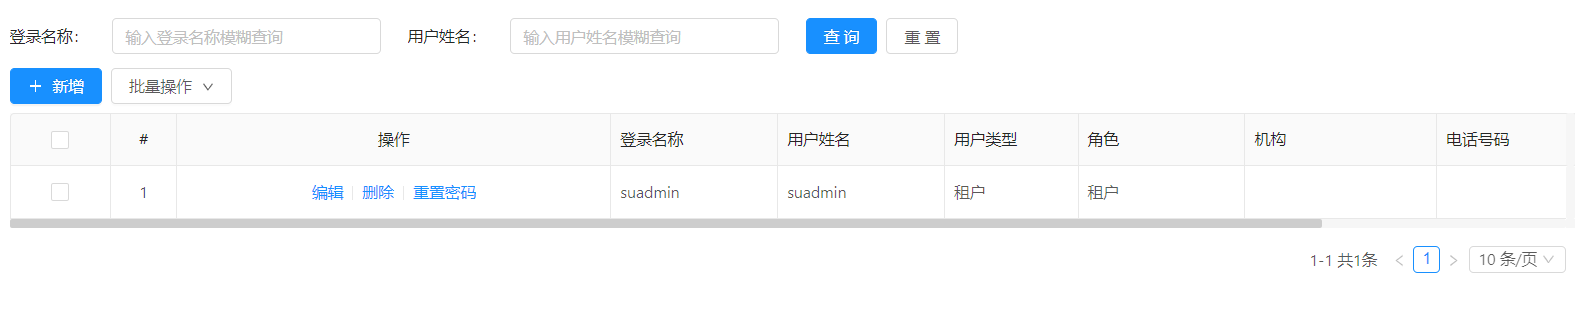 登录名称: 输入登录名称模糊查询 用户姓名: 输入用户姓名模糊查询 查询 重置
新增 批量操作
# 操作 登录名称 用户姓名 用户类型 角色 机构 电话号码
1 编辑 删除 重置密码 suadmin suadmin 租户 租户
1-1 共1条 1 10 条/页